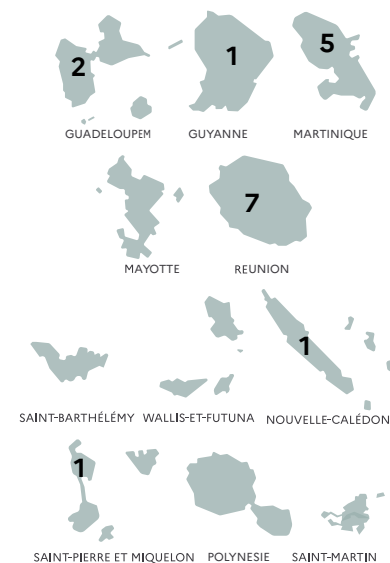 2 1 5
GUADELOUPEM GUYANNE MARTINIQUE
7
MAYOTTE REUNION
1
SAINT-BARTHÉLÉMY WALLIS-ET-FUTUNA NOUVELLE-CALÉDON
1
SAINT-PIERRE ET MIQUELON POLYNESIE SAINT-MARTIN